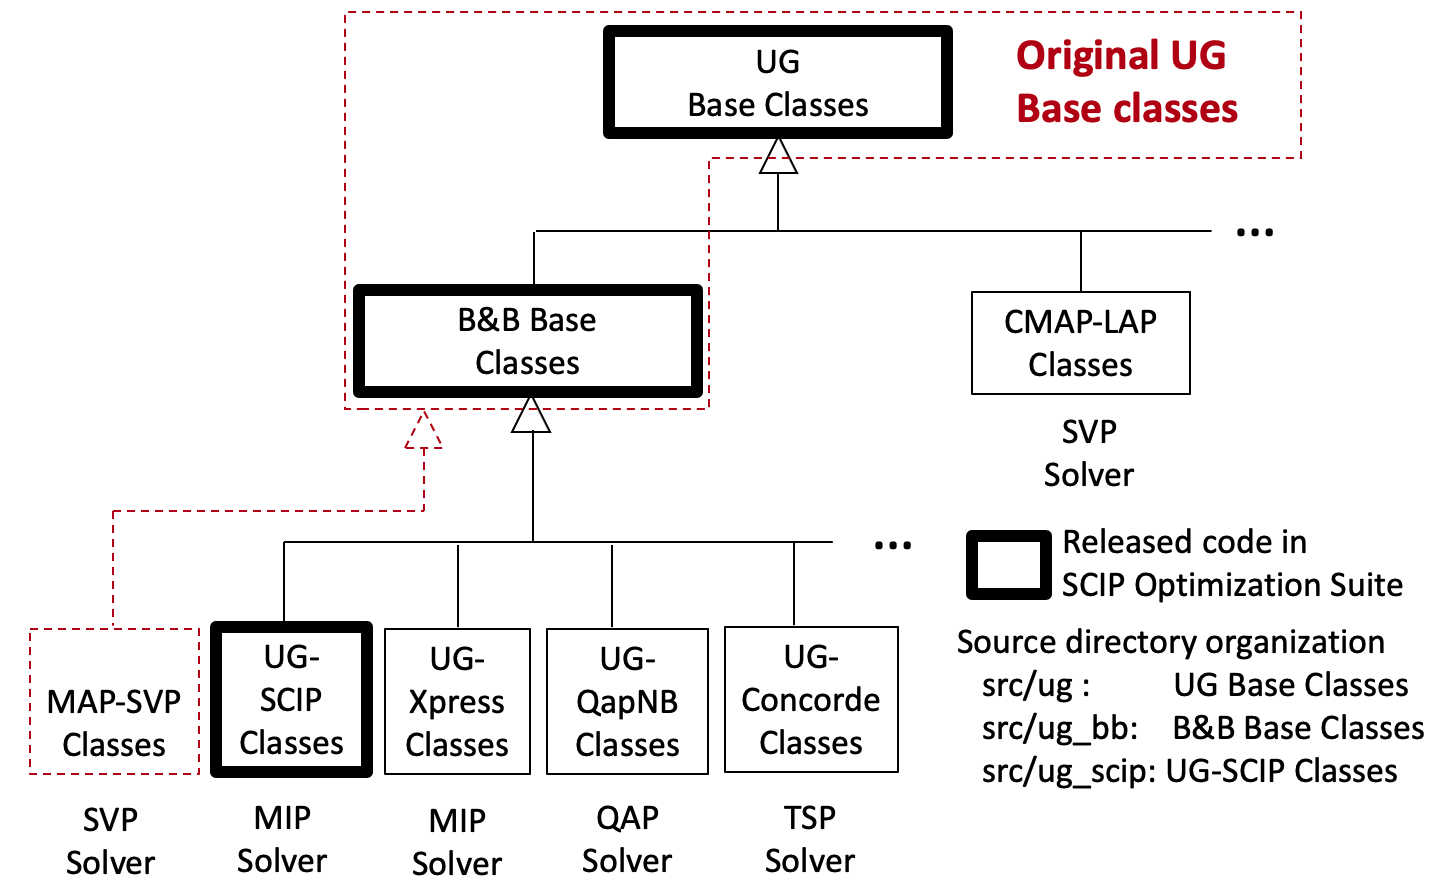 UG
Base Classes
Original UG
Base classes
...
B&B Base
Classes
CMAP-LAP
Classes
SVP
Solver
...
Released code in
SCIP Optimization Suite
MAP-SVP
Classes
UG-
SCIP
Classes
UG-
Xpress
Classes
UG-
QapNB
Classes
UG-
Concorde
Classes
SVP
Solver
MIP
Solver
MIP
Solver
QAP
Solver
TSP
Solver
Source directory organization
src/ug : UG Base Classes
src/ug_bb: B&B Base Classes
src/ug_scip: UG-SCIP Classes